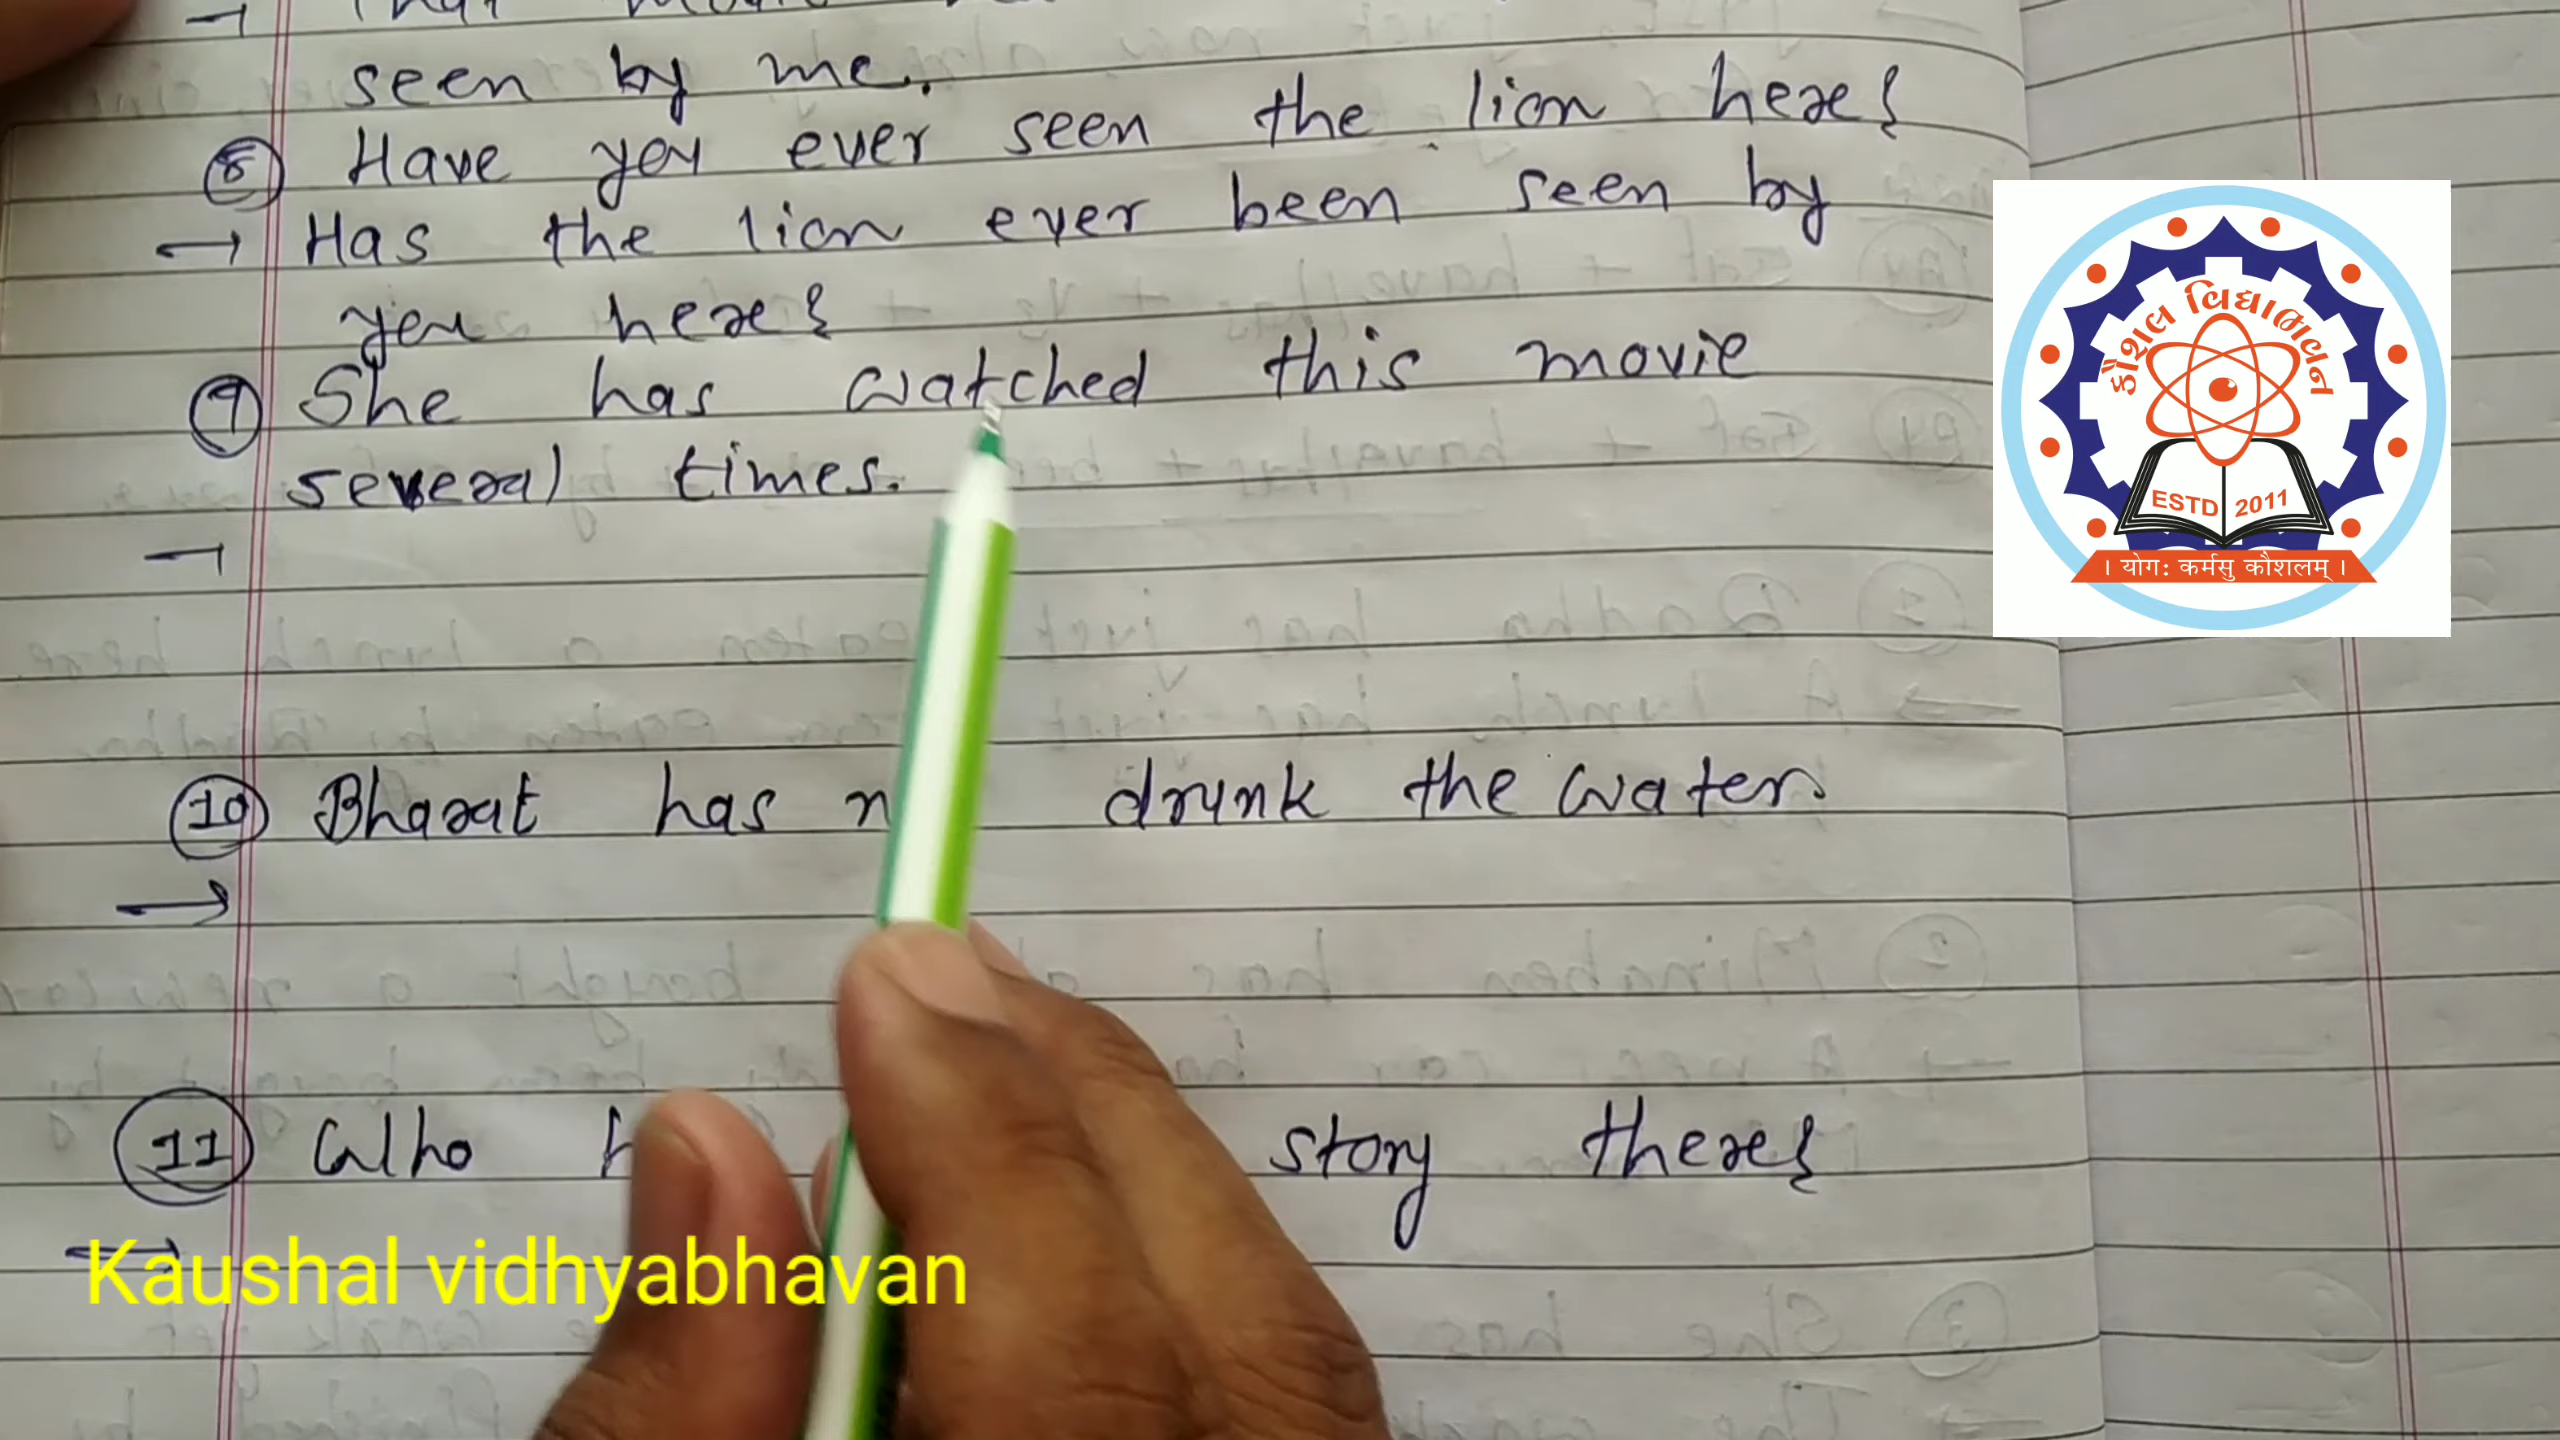 seen by me.
8 Have you ever seen the lion here?
→ Has the lion ever been seen by
you here?
9 She has watched this movie
several times.
→
10 Bharat has drunk the water.
→
11 Who story there?
→
Kaushal vidhyabhavan
કૌશલ વિદ્યાભવન
ESTD 2011
। योगः कर्मसु कौशलम् ।